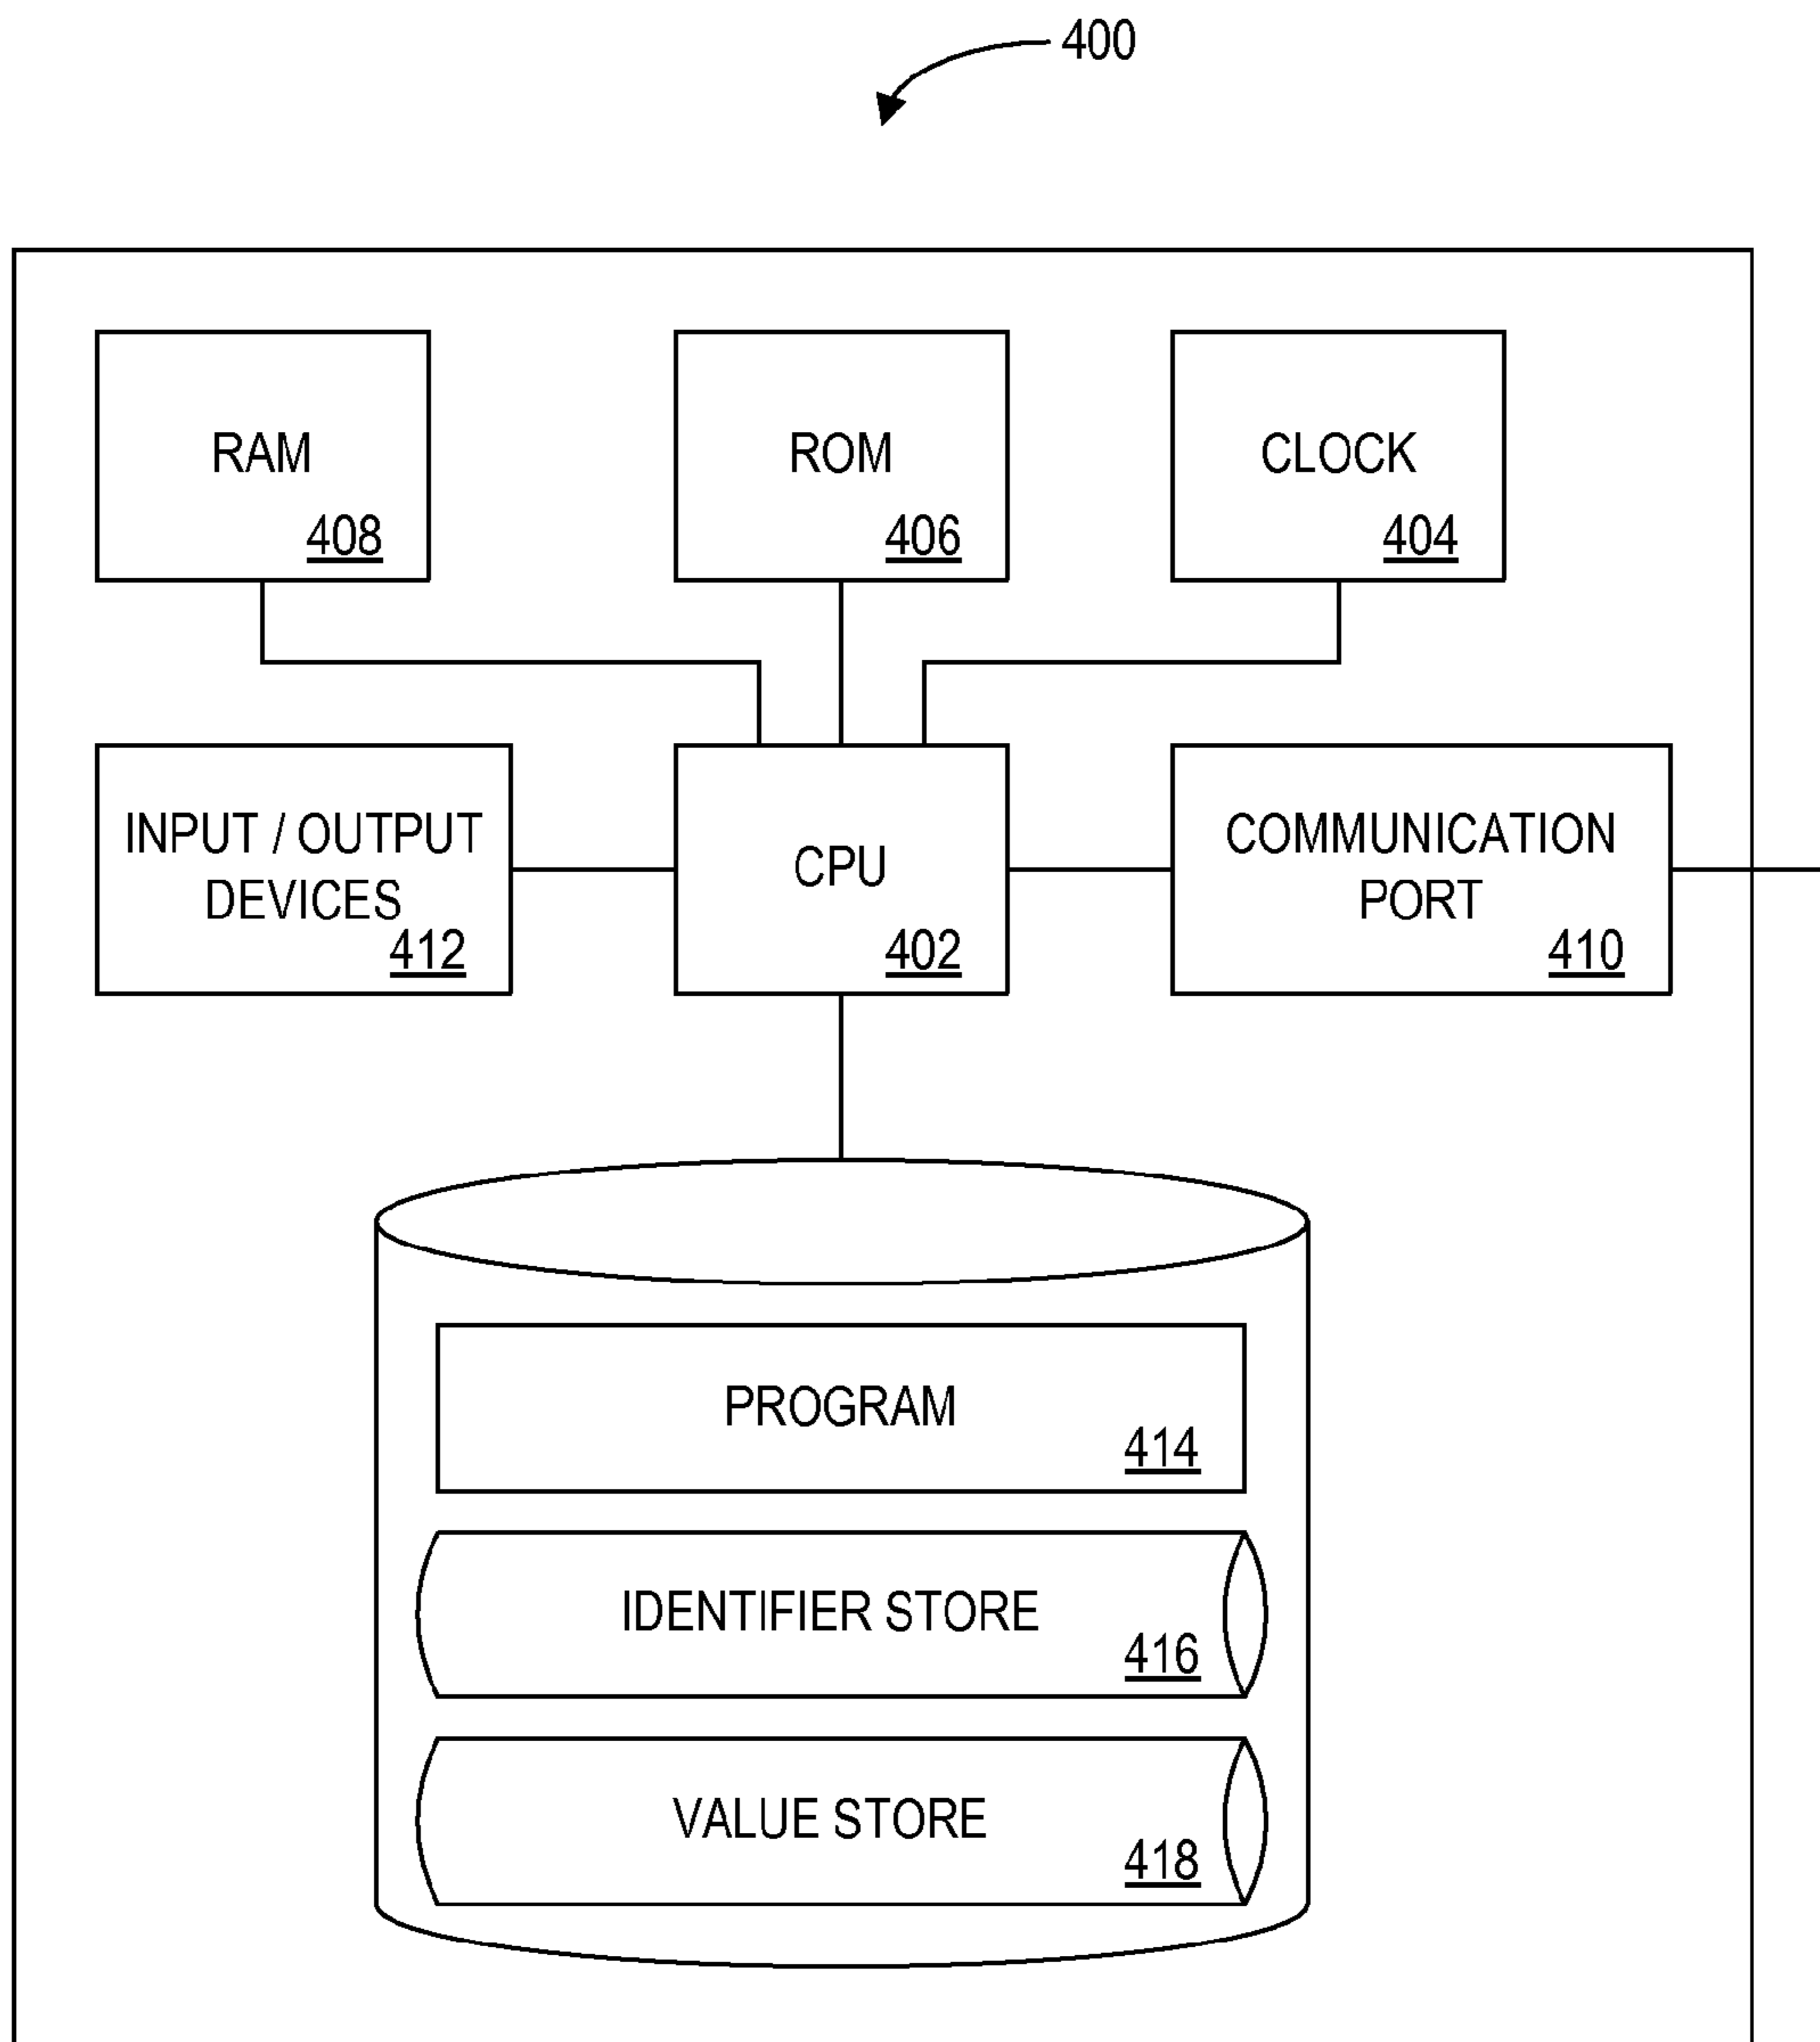 400
RAM
408
ROM
406
CLOCK
404
INPUT / OUTPUT
DEVICES
412
CPU
402
COMMUNICATION
PORT
410
PROGRAM
414
IDENTIFIER STORE
416
VALUE STORE
418